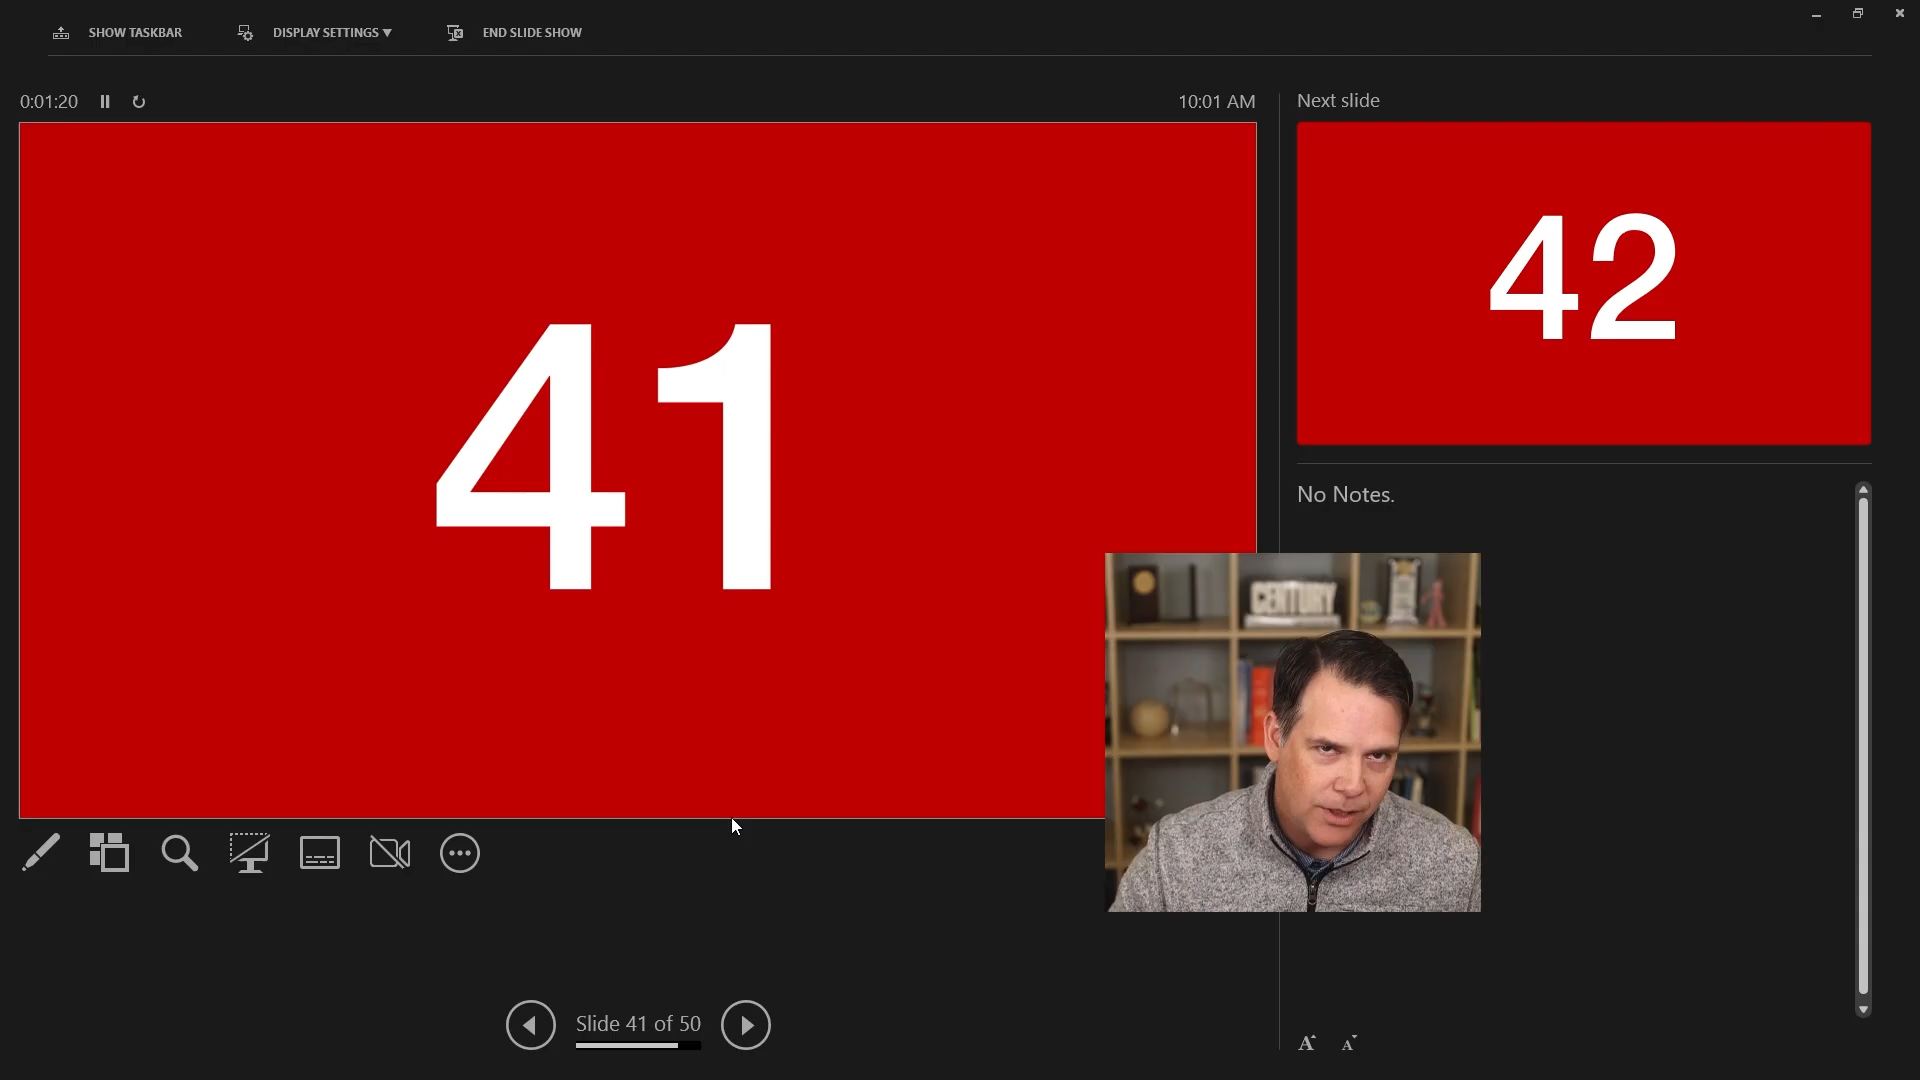 SHOW TASKBAR
DISPLAY SETTINGS ▼
END SLIDE SHOW
0:01:20
10:01 AM
Next slide
41
42
No Notes.
CENTURY
Slide 41 of 50
A
A